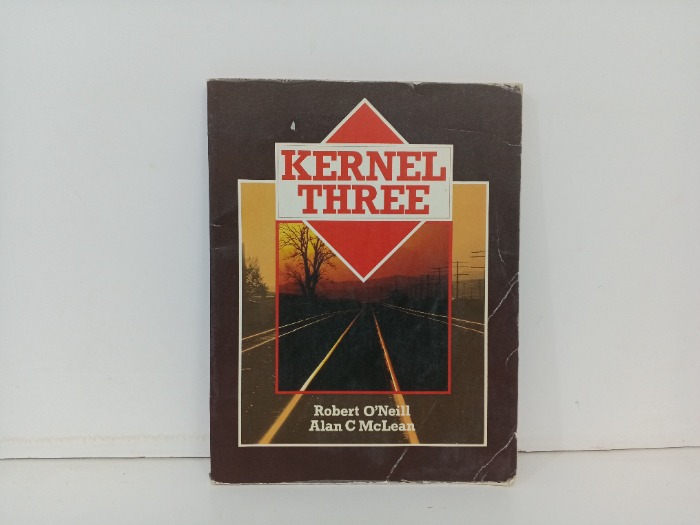 KERNEL
THREE
Robert O'Neill
Alan C McLean